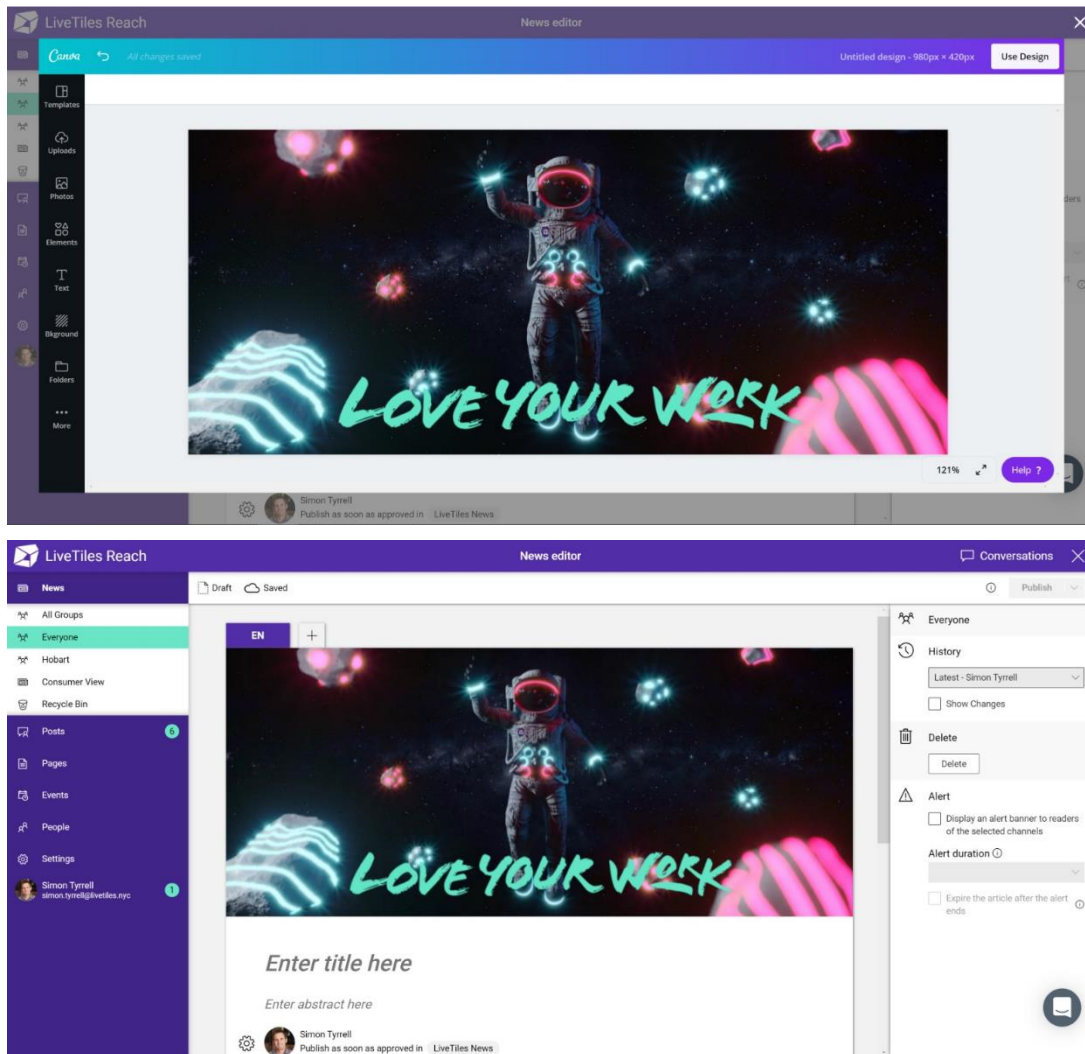 LiveTiles Reach
News editor
Canva
All changes saved
Untitled design - 980px × 420px
Use Design
Templates
Uploads
Photos
Elements
Text
Bkground
Folders
More
LOVE YOUR WORK
121%
Help ?
Simon Tyrrell
Publish as soon as approved in LiveTiles News
LiveTiles Reach
News editor
Conversations
News
Draft
Saved
Publish
All Groups
Everyone
Hobart
Consumer View
Recycle Bin
Posts
6
Pages
Events
People
Settings
Simon Tyrrell
simon.tyrrell@livetiles.nyc
1
EN
+
LOVE YOUR WORK
Enter title here
Enter abstract here
Simon Tyrrell
Publish as soon as approved in LiveTiles News
Everyone
History
Latest - Simon Tyrrell
Show Changes
Delete
Delete
Alert
Display an alert banner to readers
of the selected channels
Alert duration
Expire the article after the alert
ends